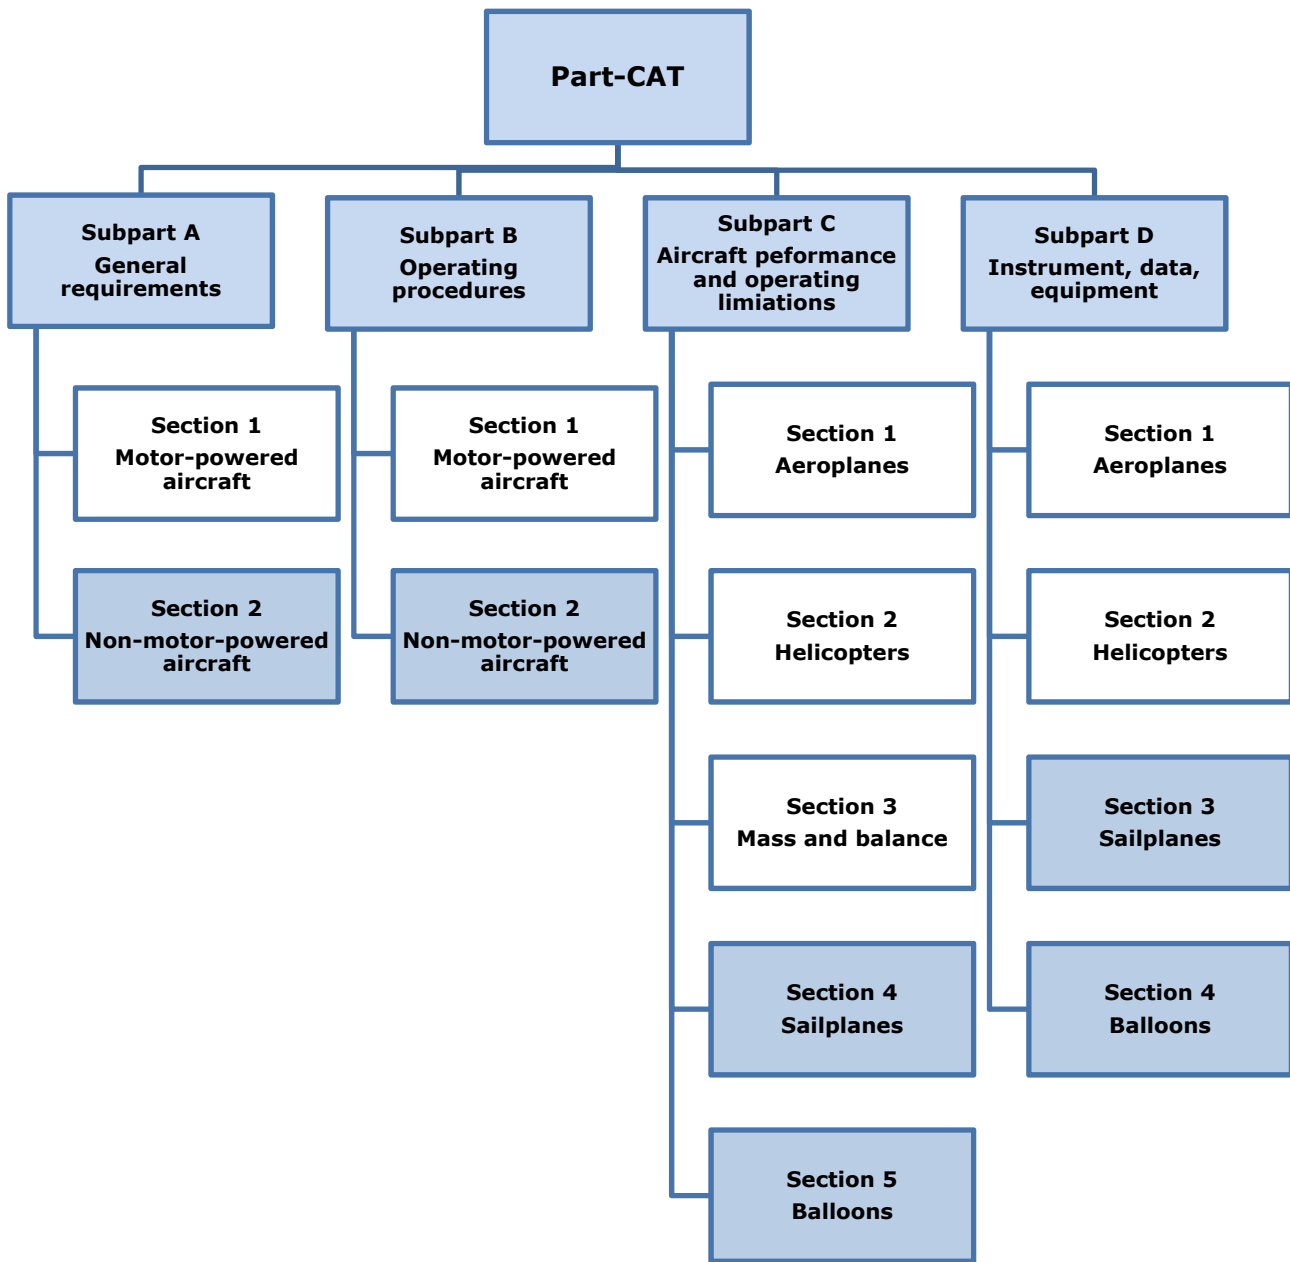 Part-CAT
Subpart A
General
requirements
Subpart B
Operating
procedures
Subpart C
Aircraft peformance
and operating
limiations
Subpart D
Instrument, data,
equipment
Section 1
Motor-powered
aircraft
Section 2
Non-motor-powered
aircraft
Section 1
Motor-powered
aircraft
Section 2
Non-motor-powered
aircraft
Section 1
Aeroplanes
Section 2
Helicopters
Section 3
Mass and balance
Section 4
Sailplanes
Section 5
Balloons
Section 1
Aeroplanes
Section 2
Helicopters
Section 3
Sailplanes
Section 4
Balloons